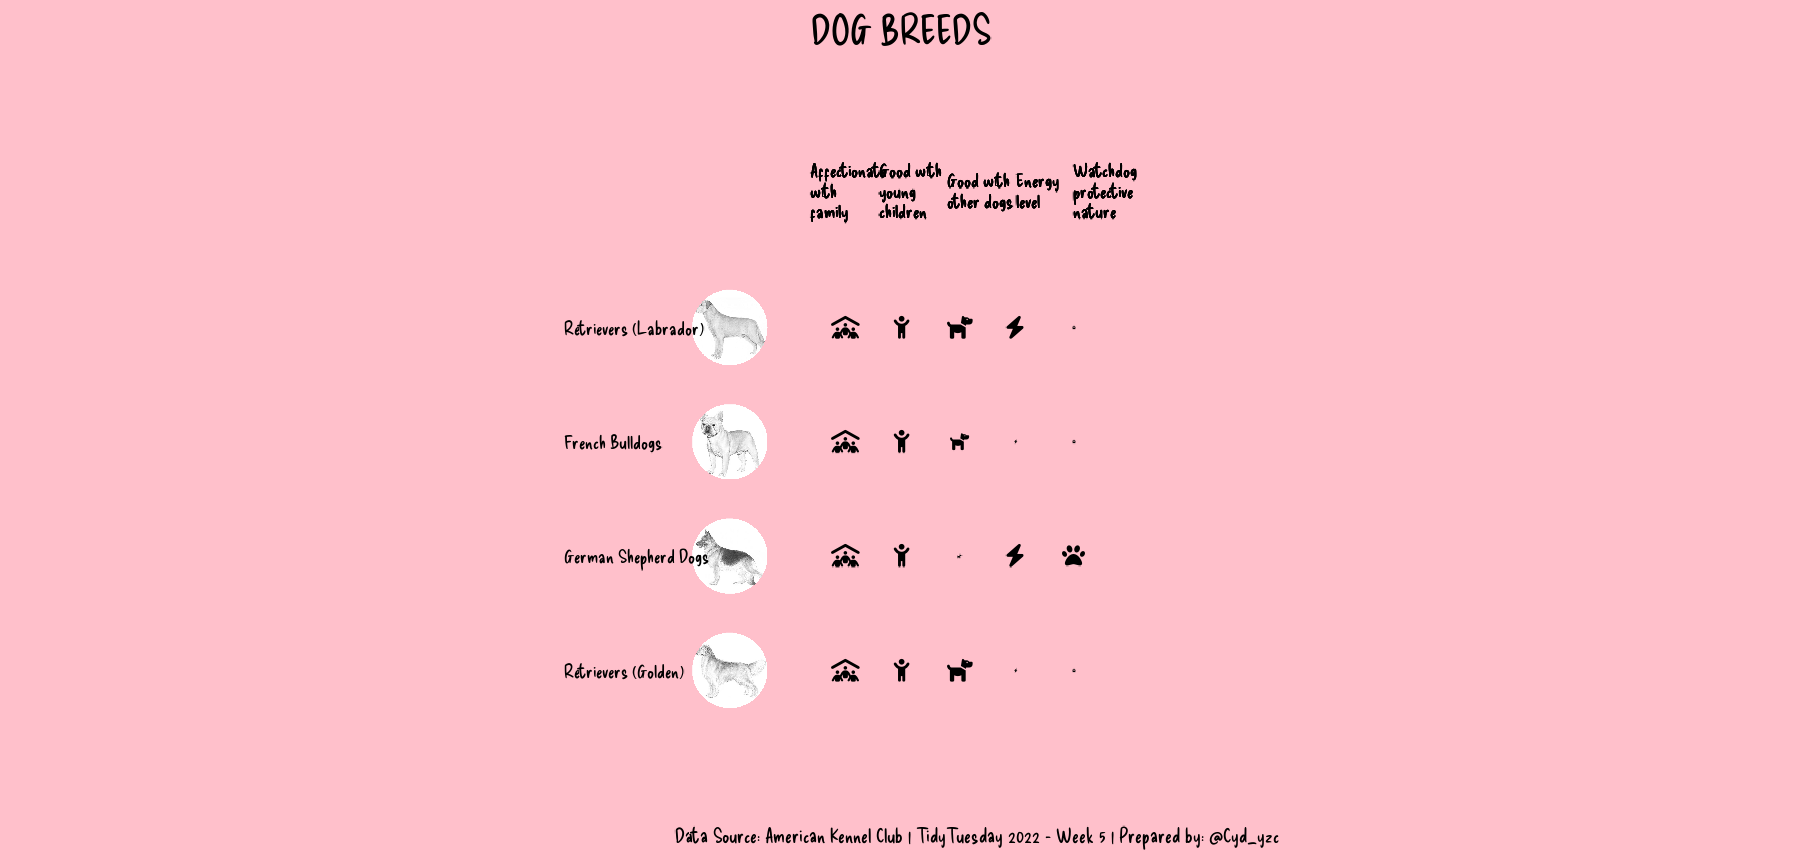 DOG BREEDS
Affectionate
with
family
Good with
young
children
Good with
other dogs
Energy
level
Watchdog
protective
nature
Retrievers (Labrador)
French Bulldogs
German Shepherd Dogs
Retrievers (Golden)
Data Source: American Kennel Club | TidyTuesday 2022 - Week 5 | Prepared by: @Cyd_yzc